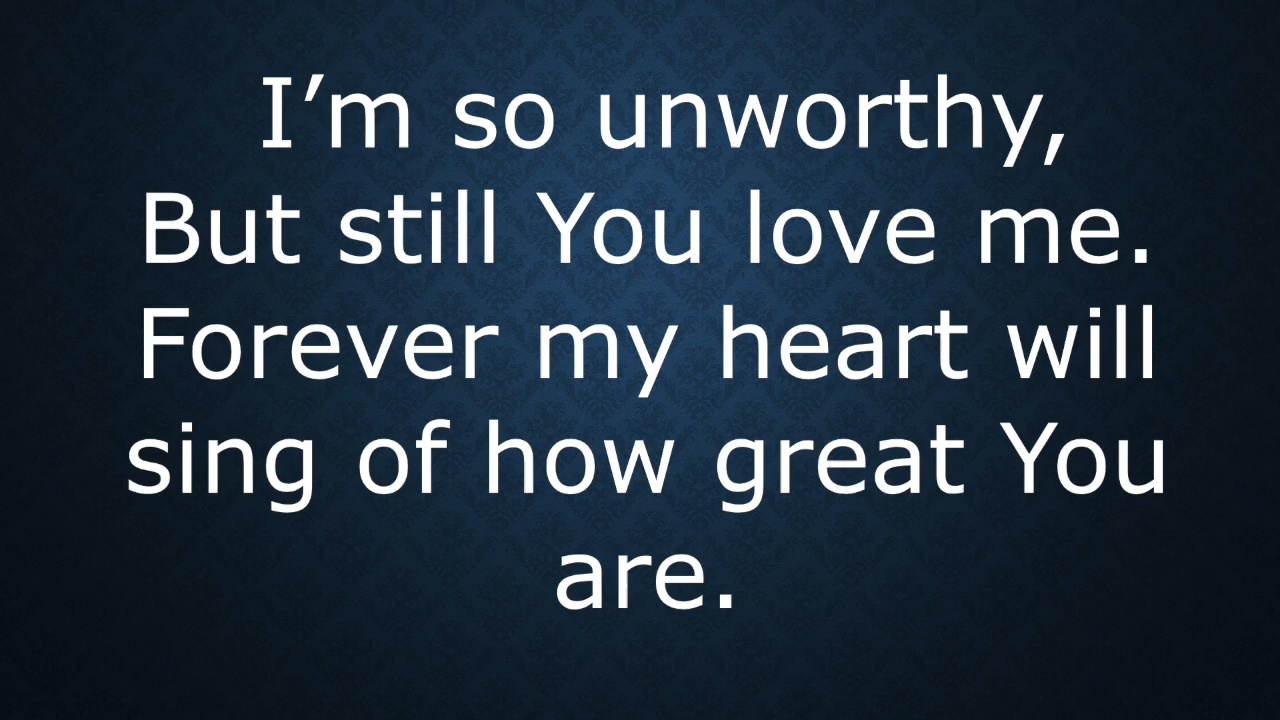 I’m so unworthy,
But still You love me.
Forever my heart will
sing of how great You
are.